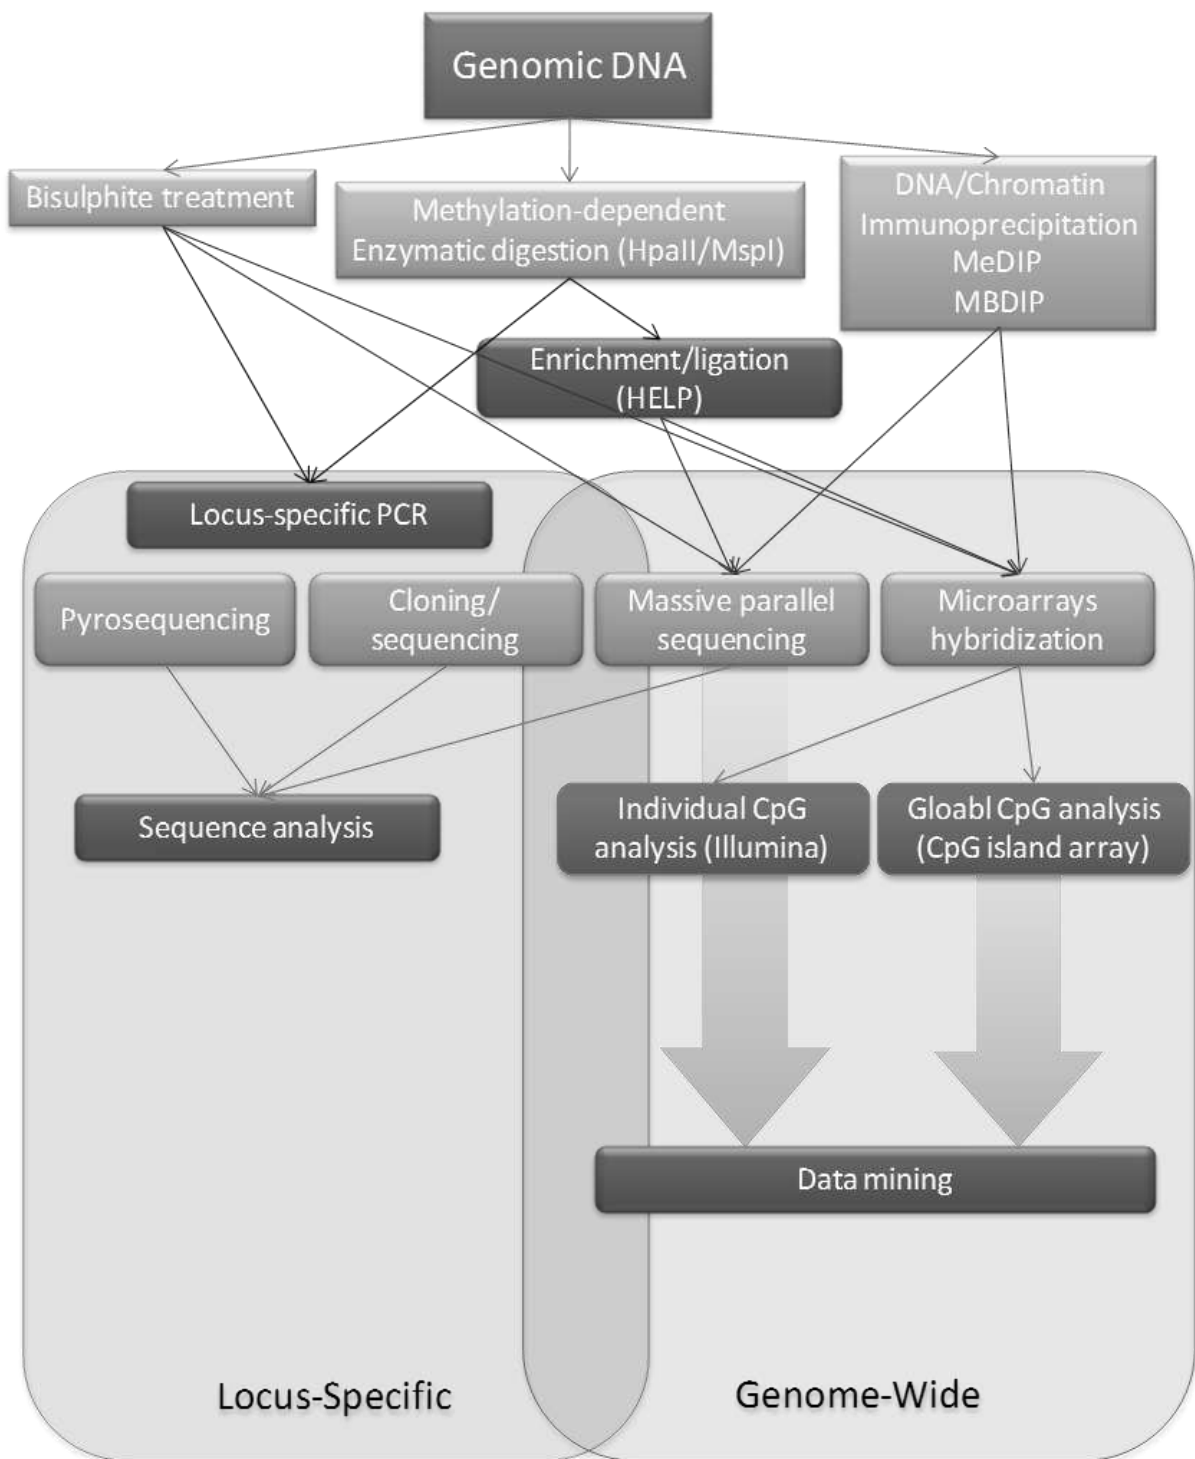 Genomic DNA
Bisulphite treatment
Methylation-dependent
Enzymatic digestion (HpaII/MspI)
DNA/Chromatin
Immunoprecipitation
MeDIP
MBDIP
Enrichment/ligation
(HELP)
Locus-specific PCR
Pyrosequencing
Cloning/
sequencing
Massive parallel
sequencing
Microarrays
hybridization
Sequence analysis
Individual CpG
analysis (Illumina)
Gloabl CpG analysis
(CpG island array)
Data mining
Locus-Specific
Genome-Wide